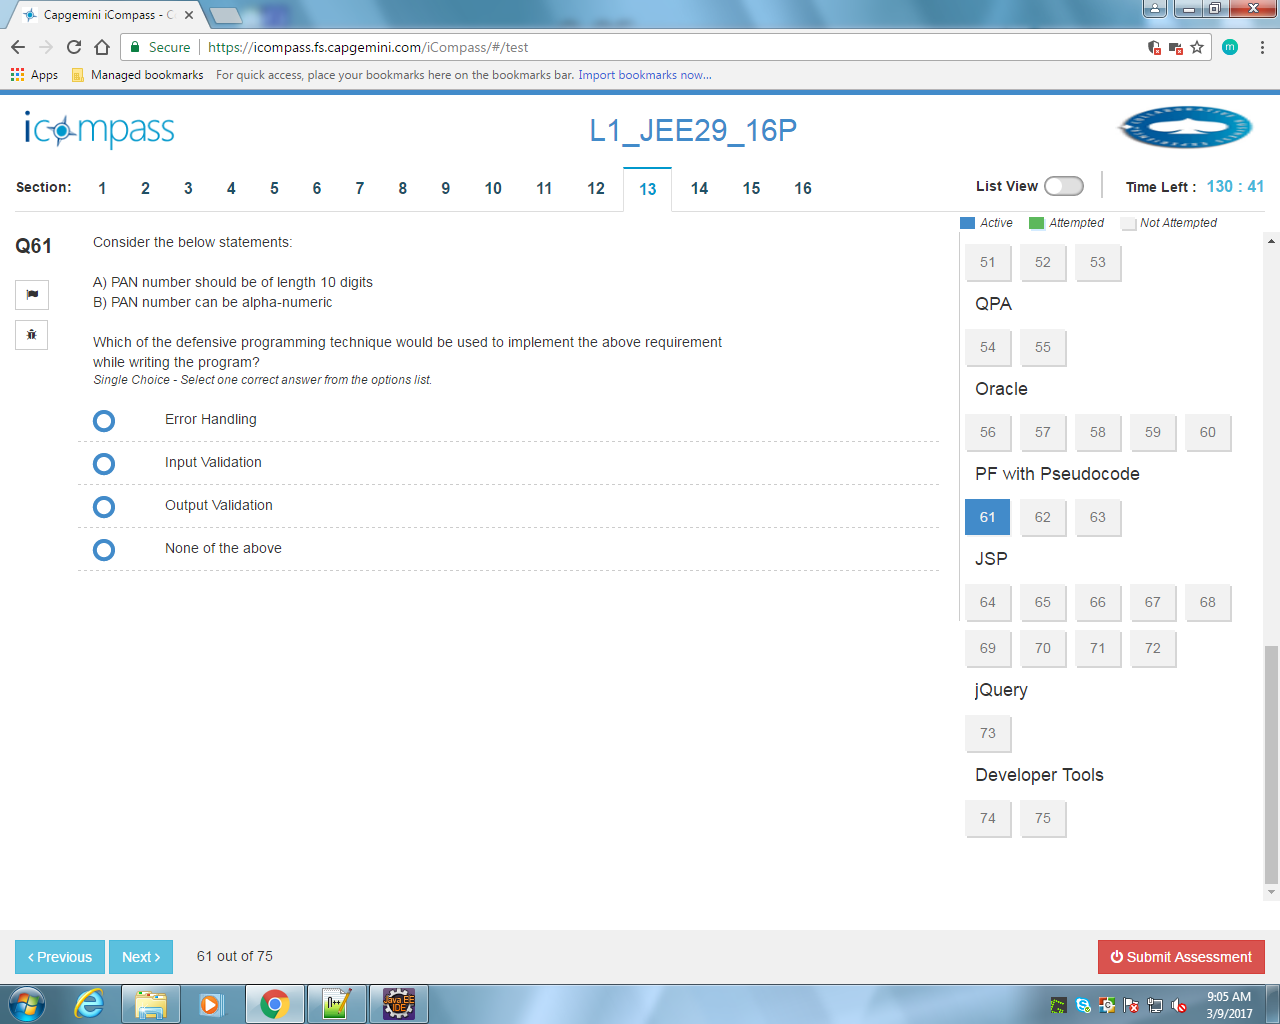 Capgemini iCompass - C
Secure
https://icompass.fs.capgemini.com/iCompass/#/test
m
Apps
Managed bookmarks
For quick access, place your bookmarks here on the bookmarks bar. Import bookmarks now...
icompass
L1_JEE29_16P
Section: 1 2 3 4 5 6 7 8 9 10 11 12 13 14 15 16
List View
Time Left : 130 : 41
Active Attempted Not Attempted
Q61
Consider the below statements:
A) PAN number should be of length 10 digits
B) PAN number can be alpha-numeric
Which of the defensive programming technique would be used to implement the above requirement
while writing the program?
Single Choice - Select one correct answer from the options list.
Error Handling
Input Validation
Output Validation
None of the above
51 52 53
QPA
54 55
Oracle
56 57 58 59 60
PF with Pseudocode
61 62 63
JSP
64 65 66 67 68
69 70 71 72
jQuery
73
Developer Tools
74 75
‹ Previous
Next ›
61 out of 75
Submit Assessment
Java EE
IDE
9:05 AM
3/9/2017